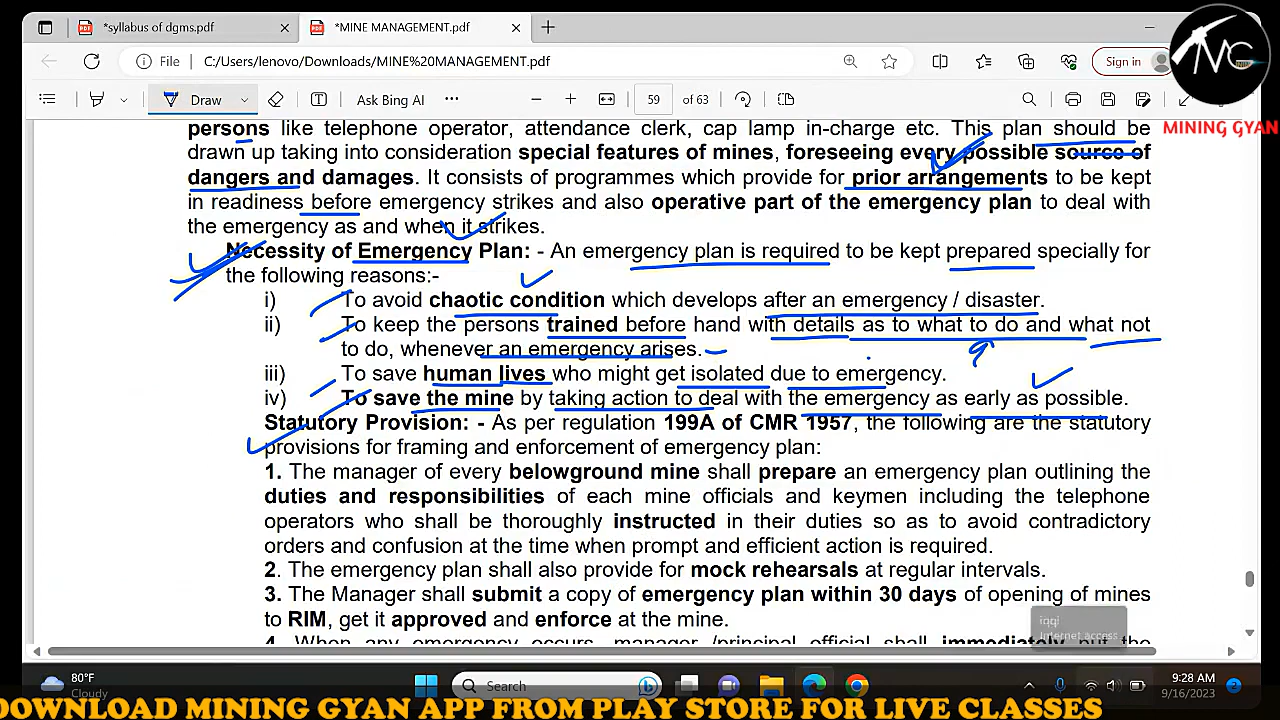 *syllabus of dgms.pdf
*MINE MANAGEMENT.pdf
File
C:/Users/lenovo/Downloads/MINE%20MANAGEMENT.pdf
Sign in
Draw
Ask Bing AI
59 of 63
MC
MINING GYAN
persons like telephone operator, attendance clerk, cap lamp in-charge etc. This plan should be
drawn up taking into consideration special features of mines, foreseeing every possible source of
dangers and damages. It consists of programmes which provide for prior arrangements to be kept
in readiness before emergency strikes and also operative part of the emergency plan to deal with
the emergency as and when it strikes.
Necessity of Emergency Plan: - An emergency plan is required to be kept prepared specially for
the following reasons:-
i) To avoid chaotic condition which develops after an emergency / disaster.
ii) To keep the persons trained before hand with details as to what to do and what not
to do, whenever an emergency arises.
iii) To save human lives who might get isolated due to emergency.
iv) To save the mine by taking action to deal with the emergency as early as possible.
Statutory Provision: - As per regulation 199A of CMR 1957, the following are the statutory
provisions for framing and enforcement of emergency plan:
1. The manager of every belowground mine shall prepare an emergency plan outlining the
duties and responsibilities of each mine officials and keymen including the telephone
operators who shall be thoroughly instructed in their duties so as to avoid contradictory
orders and confusion at the time when prompt and efficient action is required.
2. The emergency plan shall also provide for mock rehearsals at regular intervals.
3. The Manager shall submit a copy of emergency plan within 30 days of opening of mines
to RIM, get it approved and enforce at the mine.
4. When any emergency occurs, manager /principal official shall immediately put the
Internet access
80°F
Cloudy
Search
9:28 AM
9/16/2023
DOWNLOAD MINING GYAN APP FROM PLAY STORE FOR LIVE CLASSES